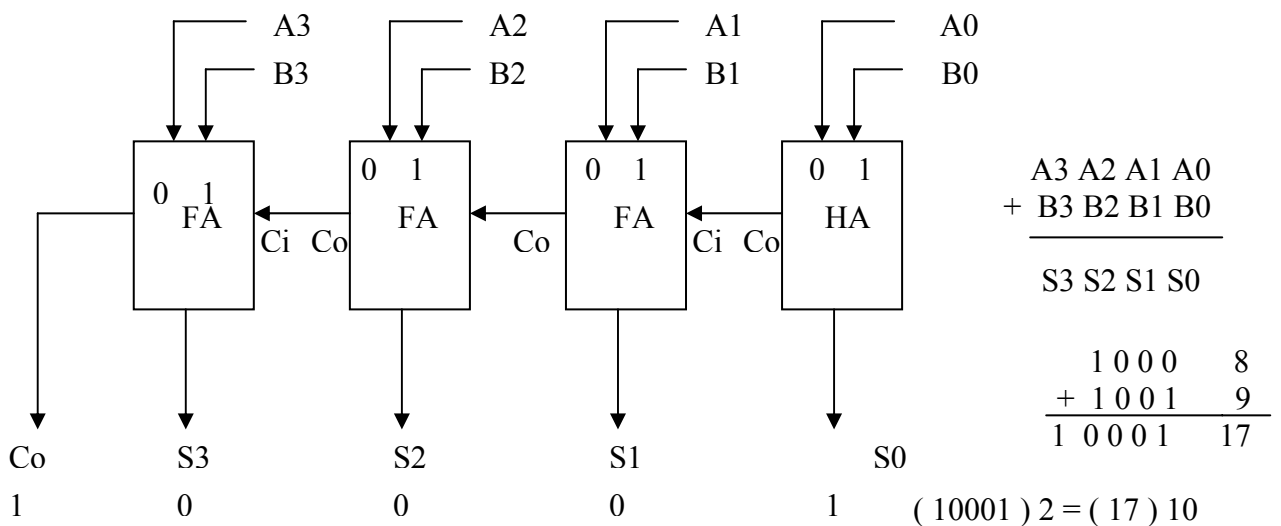 A3 A2 A1 A0
B3 B2 B1 B0
0 1 0 1 0 1 0 1
FA FA FA HA
Ci Co Co Ci Co
A3 A2 A1 A0
+ B3 B2 B1 B0
S3 S2 S1 S0
1 0 0 0 8
+ 1 0 0 1 9
1 0 0 0 1 17
Co S3 S2 S1 S0
1 0 0 0 1 ( 10001 ) 2 = ( 17 ) 10